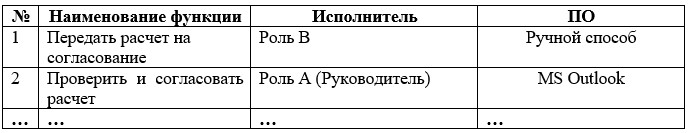 № Наименование функции Исполнитель ПО
1 Передать расчет на Роль В Ручной способ
согласование
2 Проверить и согласовать Роль А (Руководитель) MS Outlook
расчет
... ... ... ...